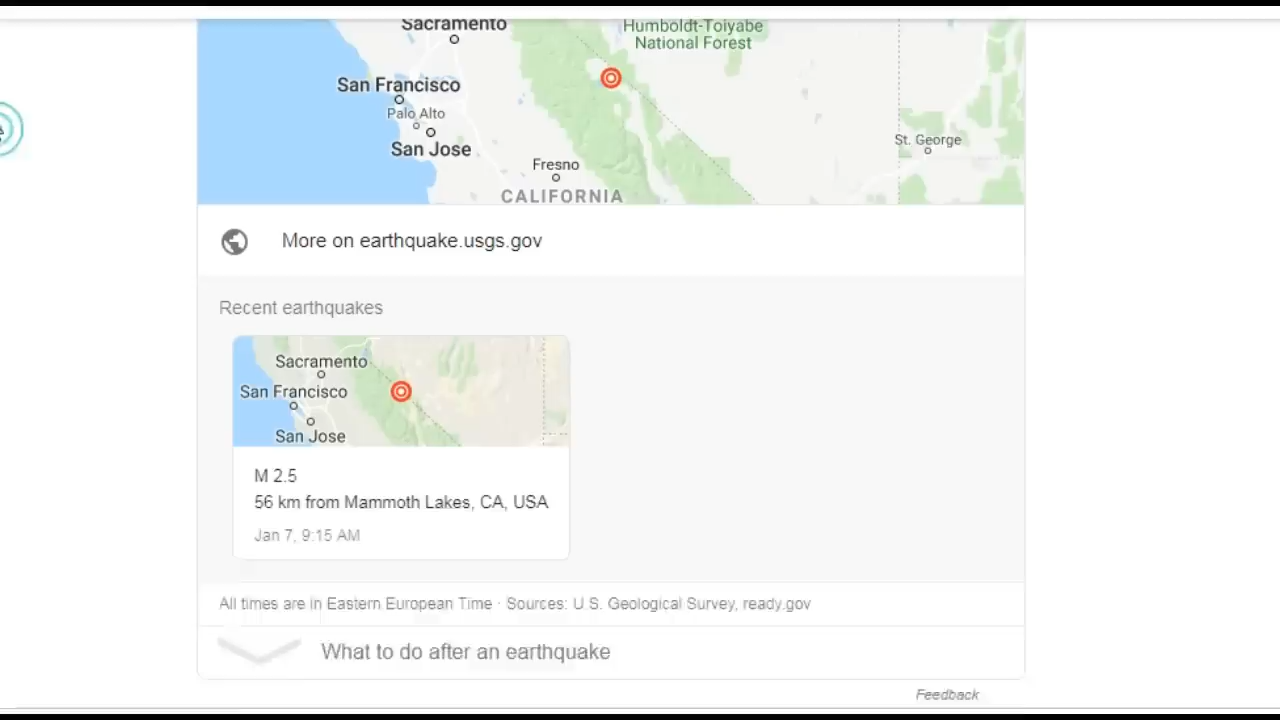 Sacramento
Humboldt-Toiyabe
National Forest
San Francisco
Palo Alto
San Jose
St. George
Fresno
CALIFORNIA
More on earthquake.usgs.gov
Recent earthquakes
Sacramento
San Francisco
San Jose
M 2.5
56 km from Mammoth Lakes, CA, USA
Jan 7, 9:15 AM
All times are in Eastern European Time · Sources: U.S. Geological Survey, ready.gov
What to do after an earthquake
Feedback